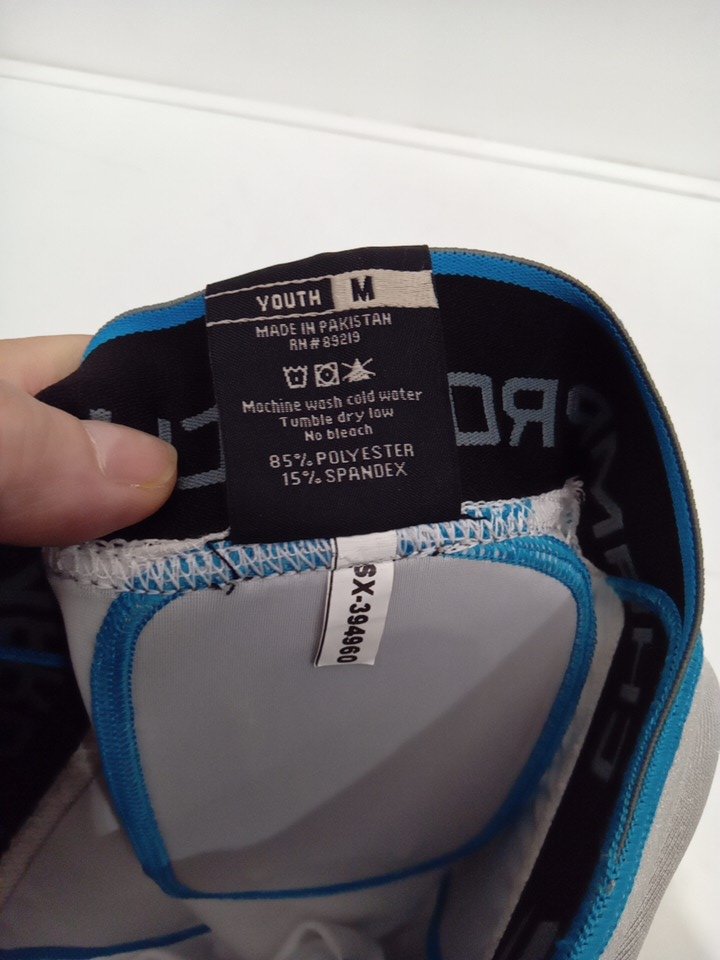 YOUTH M
MADE IN PAKISTAN
RN#89219
Machine wash cold water
Tumble dry low
No bleach
85% POLYESTER
15% SPANDEX
SX-394960